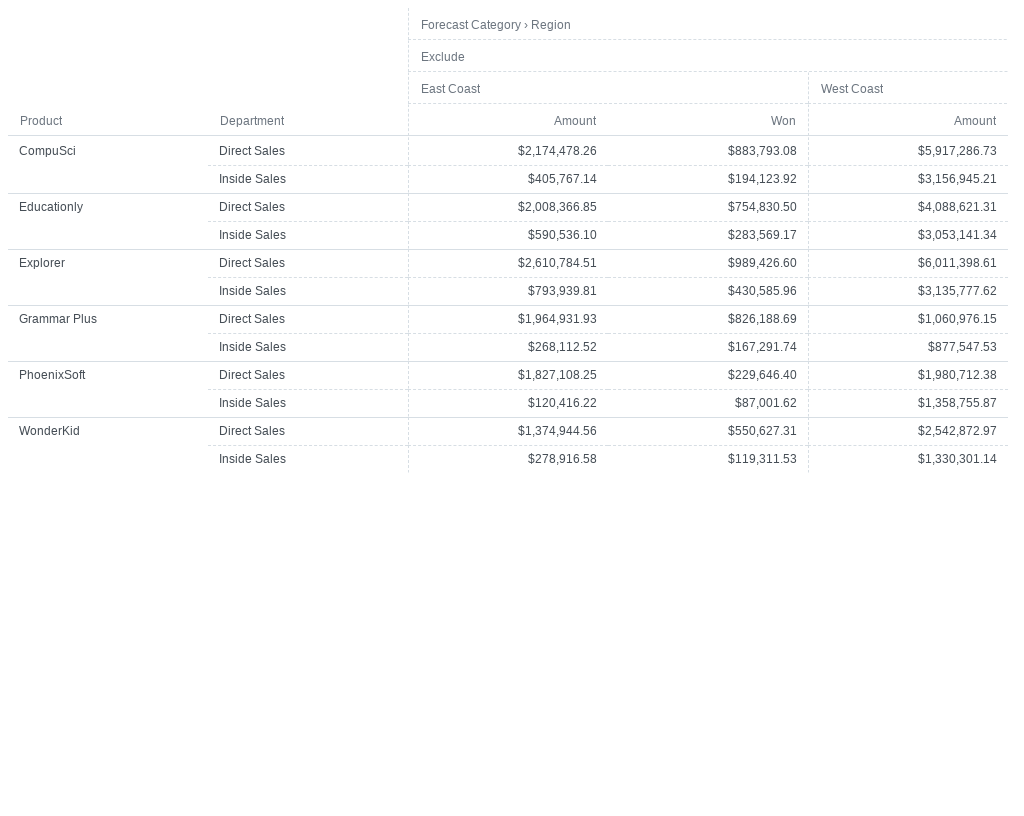 Forecast Category › Region
Exclude
East Coast West Coast
Product Department Amount Won Amount
CompuSci Direct Sales $2,174,478.26 $883,793.08 $5,917,286.73
Inside Sales $405,767.14 $194,123.92 $3,156,945.21
Educationly Direct Sales $2,008,366.85 $754,830.50 $4,088,621.31
Inside Sales $590,536.10 $283,569.17 $3,053,141.34
Explorer Direct Sales $2,610,784.51 $989,426.60 $6,011,398.61
Inside Sales $793,939.81 $430,585.96 $3,135,777.62
Grammar Plus Direct Sales $1,964,931.93 $826,188.69 $1,060,976.15
Inside Sales $268,112.52 $167,291.74 $877,547.53
PhoenixSoft Direct Sales $1,827,108.25 $229,646.40 $1,980,712.38
Inside Sales $120,416.22 $87,001.62 $1,358,755.87
WonderKid Direct Sales $1,374,944.56 $550,627.31 $2,542,872.97
Inside Sales $278,916.58 $119,311.53 $1,330,301.14